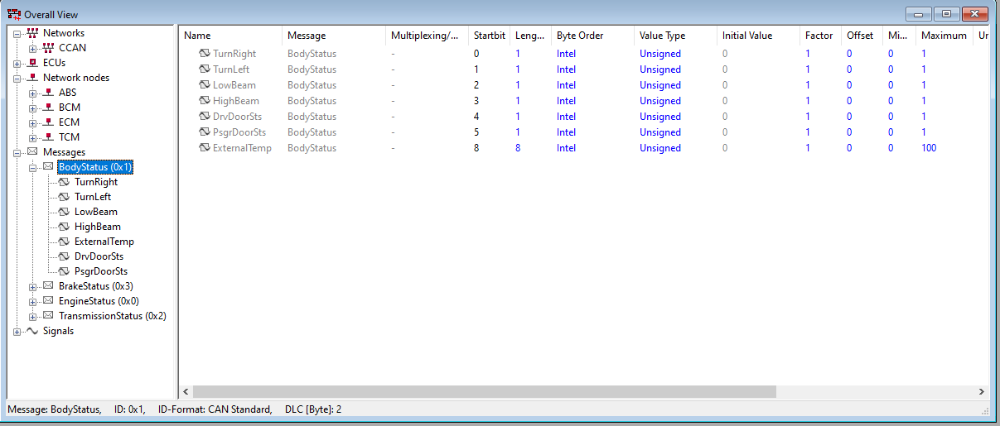 Overall View
Networks
CCAN
ECUs
Network nodes
ABS
BCM
ECM
TCM
Messages
BodyStatus (0x1)
TurnRight
TurnLeft
LowBeam
HighBeam
ExternalTemp
DrvDoorSts
PsgrDoorSts
BrakeStatus (0x3)
EngineStatus (0x0)
TransmissionStatus (0x2)
Signals
Name Message Multiplexing/... Startbit Leng... Byte Order Value Type Initial Value Factor Offset Mi... Maximum Ur
TurnRight BodyStatus - 0 1 Intel Unsigned 0 1 0 0 1
TurnLeft BodyStatus - 1 1 Intel Unsigned 0 1 0 0 1
LowBeam BodyStatus - 2 1 Intel Unsigned 0 1 0 0 1
HighBeam BodyStatus - 3 1 Intel Unsigned 0 1 0 0 1
DrvDoorSts BodyStatus - 4 1 Intel Unsigned 0 1 0 0 1
PsgrDoorSts BodyStatus - 5 1 Intel Unsigned 0 1 0 0 1
ExternalTemp BodyStatus - 8 8 Intel Unsigned 0 1 0 0 100
Message: BodyStatus, ID: 0x1, ID-Format: CAN Standard, DLC [Byte]: 2